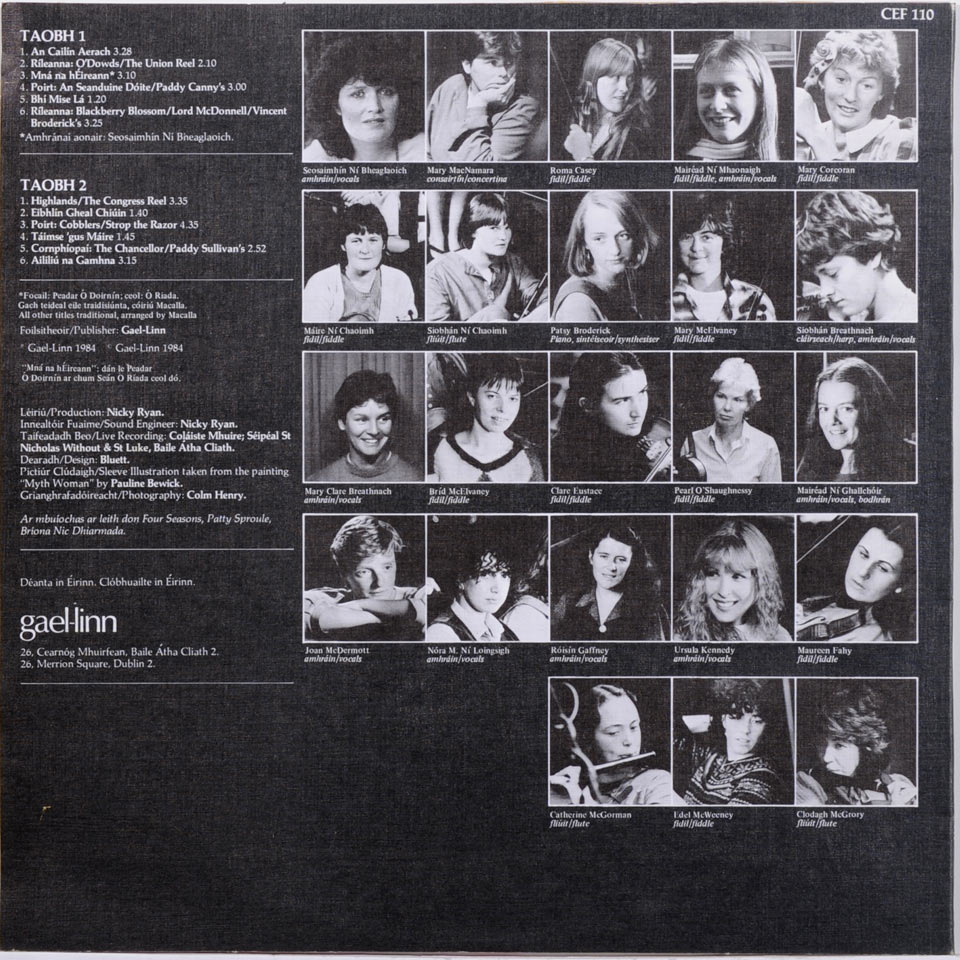 CEF 110
TAOBH 1
1. An Cailín Aerach 3.28
2. Ríleanna: O'Dowds/The Union Reel 2.10
3. Mná na hÉireann* 3.10
4. Poirt: An Seanduine Dóite/Paddy Canny's 3.00
5. Bhí Mise Lá 1.20
6. Ríleanna: Blackberry Blossom/Lord McDonnell/Vincent
Broderick's 3.25
*Amhránaí aonair: Seosaimhín Ní Bheaglaoich.
TAOBH 2
1. Highlands/The Congress Reel 3.35
2. Eibhlín Gheal Chiúin 1.40
3. Poirt: Cobblers/Strop the Razor 4.35
4. Táimse 'gus Máire 1.45
5. Cornphíopaí: The Chancellor/Paddy Sullivan's 2.52
6. Aililiú na Gamhna 3.15
*Focail: Peadar Ó Doirnín; ceol: Ó Riada.
Gach teideal eile traidisiúnta, cóiriú Macalla.
All other titles traditional, arranged by Macalla
Foilsitheoir/Publisher: Gael-Linn
Gael-Linn 1984 Gael-Linn 1984
"Mná na hÉireann": dán le Peadar
Ó Doirnín ar chum Seán Ó Riada ceol dó.
Léiriú/Production: Nicky Ryan.
Innealtóir Fuaime/Sound Engineer: Nicky Ryan.
Taifeadadh Beo/Live Recording: Coláiste Mhuire; Séipéal St
Nicholas Without & St Luke, Baile Átha Cliath.
Dearadh/Design: Bluett.
Pictiúr Clúdaigh/Sleeve Illustration taken from the painting
"Myth Woman" by Pauline Bewick.
Grianghrafadóireacht/Photography: Colm Henry.
Ar mbuíochas ar leith don Four Seasons, Patty Sproule,
Bríona Nic Dhiarmada.
Déanta in Éirinn. Clóbhuailte in Éirinn.
gael-linn
26, Cearnóg Mhuirfean, Baile Átha Cliath 2.
26, Merrion Square, Dublin 2.
Seosaimhín Ní Bheaglaoich
amhráin/vocals
Mary MacNamara
consairtín/concertina
Roma Casey
fidil/fiddle
Mairéad Ní Mhaonaigh
fidil/fiddle, amhráin/vocals
Mary Corcoran
fidil/fiddle
Máire Ní Chaoimh
fidil/fiddle
Siobhán Ní Chaoimh
fliúit/flute
Patsy Broderick
Piano, sintéiseoir/synthesiser
Mary McElvaney
fidil/fiddle
Siobhán Breathnach
cláirseach/harp, amhráin/vocals
Mary Clare Breathnach
amhráin/vocals
Bríd McElvaney
fidil/fiddle
Clare Eustace
fidil/fiddle
Pearl O'Shaughnessy
fidil/fiddle
Mairéad Ní Ghallchóir
amhráin/vocals, bodhrán
Joan McDermott
amhráin/vocals
Nóra M. Ní Loingsigh
amhráin/vocals
Róisín Gaffney
amhráin/vocals
Ursula Kennedy
amhráin/vocals
Maureen Fahy
fidil/fiddle
Catherine McGorman
fliúit/flute
Edel McWeeney
fidil/fiddle
Clodagh McGrory
fliúit/flute